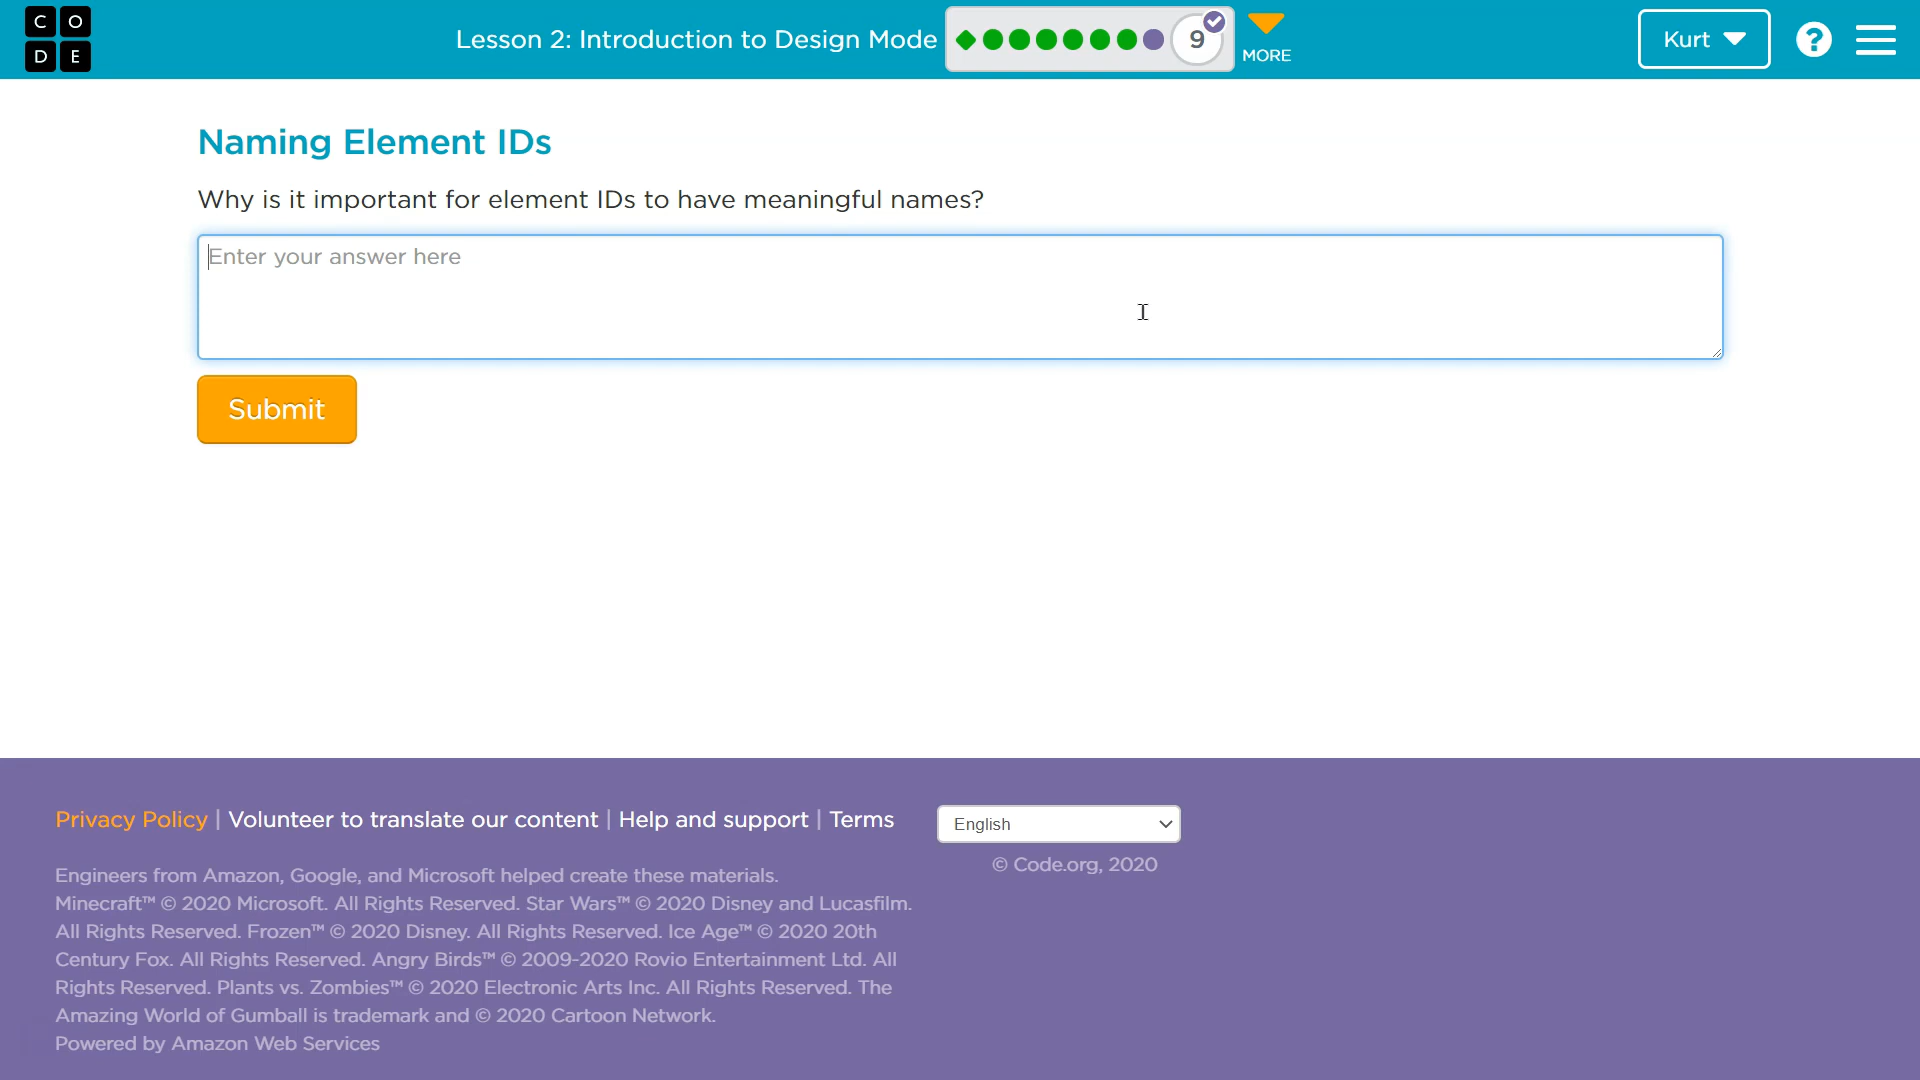 CODE
Lesson 2: Introduction to Design Mode
9
MORE
Kurt
?
Naming Element IDs
Why is it important for element IDs to have meaningful names?
Enter your answer here
Submit
Privacy Policy | Volunteer to translate our content | Help and support | Terms
English
© Code.org, 2020
Engineers from Amazon, Google, and Microsoft helped create these materials.
Minecraft™ © 2020 Microsoft. All Rights Reserved. Star Wars™ © 2020 Disney and Lucasfilm.
All Rights Reserved. Frozen™ © 2020 Disney. All Rights Reserved. Ice Age™ © 2020 20th
Century Fox. All Rights Reserved. Angry Birds™ © 2009-2020 Rovio Entertainment Ltd. All
Rights Reserved. Plants vs. Zombies™ © 2020 Electronic Arts Inc. All Rights Reserved. The
Amazing World of Gumball is trademark and © 2020 Cartoon Network.
Powered by Amazon Web Services